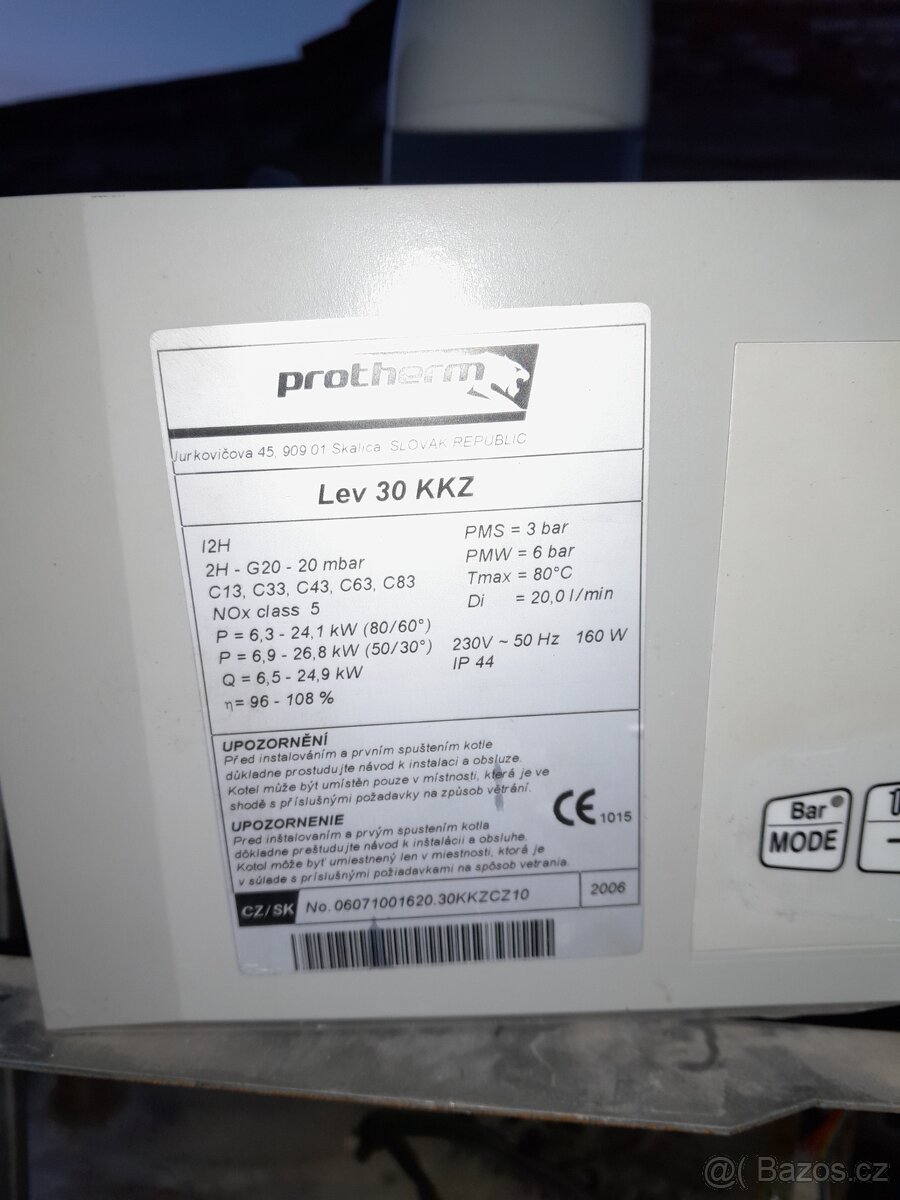 protherm
Jurkovičova 45, 909 01 Skalica SLOVAK REPUBLIC
Lev 30 KKZ
I2H
2H - G20 - 20 mbar
C13, C33, C43, C63, C83
NOx class 5
P = 6,3 - 24,1 kW (80/60°)
P = 6,9 - 26,8 kW (50/30°)
Q = 6,5 - 24,9 kW
η = 96 - 108 %
PMS = 3 bar
PMW = 6 bar
Tmax = 80°C
Di = 20,0 l/min
230V ~ 50 Hz 160 W
IP 44
UPOZORNĚNÍ
Před instalováním a prvním spuštením kotle
důkladne prostudujte návod k instalaci a obsluze.
Kotel může být umístěn pouze v místnosti, která je ve
shodě s příslušnými požadavky na způsob větrání.
UPOZORNENIE
Pred inštalovaním a prvým spustením kotla
dôkladne preštudujte návod k inštalácii a obsluhe.
Kotol môže byť umiestnený len v miestnosti, ktorá je
v súlade s príslušnými požiadavkami na spôsob vetrania.
CE 1015
CZ/SK No. 06071001620.30KKZCZ10 2006
Bar
MODE
@( Bazos.cz